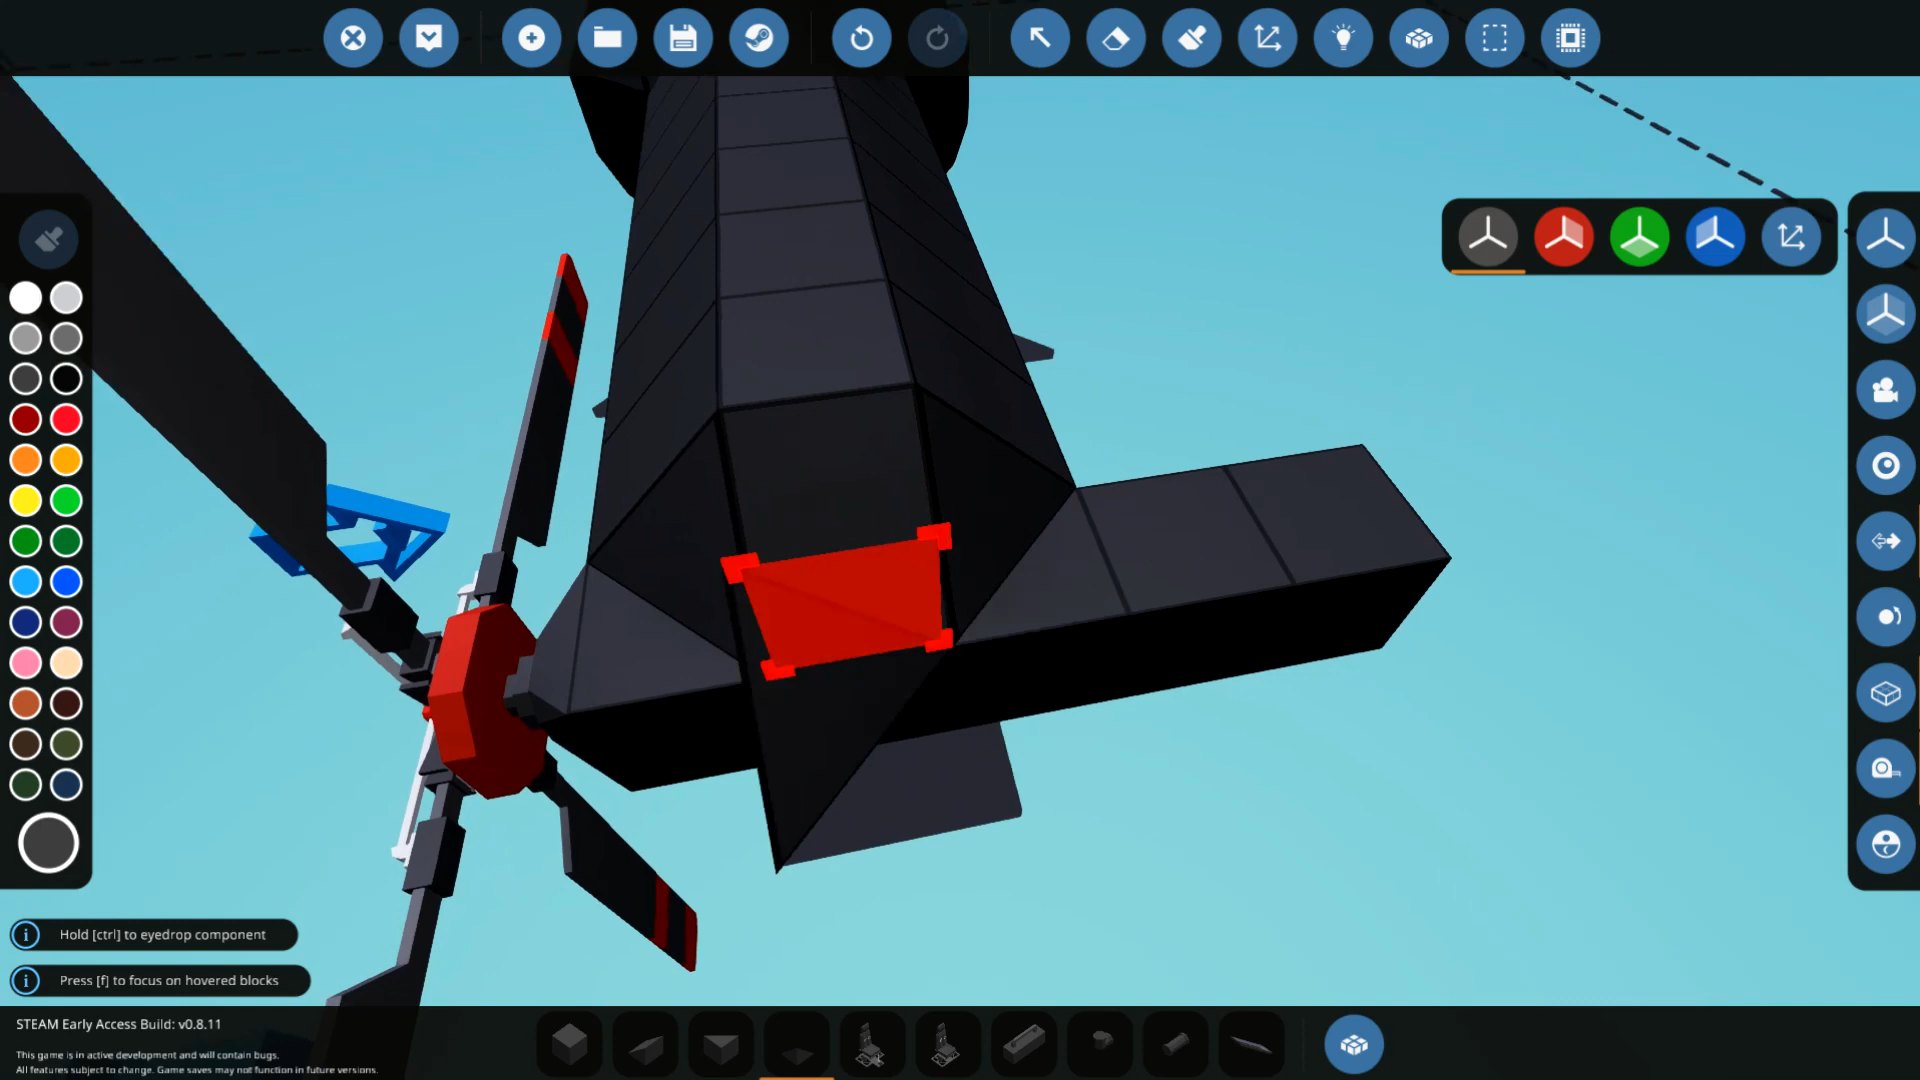 Hold [ctrl] to eyedrop component
Press [f] to focus on hovered blocks
STEAM Early Access Build: v0.8.11
This game is in active development and will contain bugs.
All features subject to change. Game saves may not function in future versions.